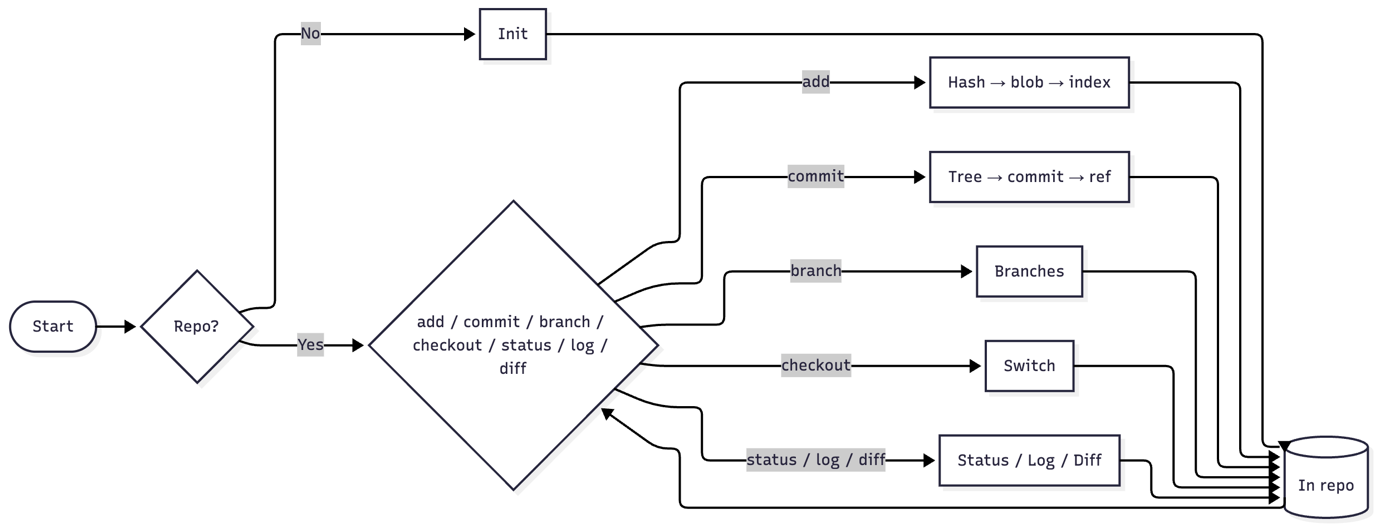 No
Init
add
Hash → blob → index
commit
Tree → commit → ref
branch
Branches
Start
Repo?
Yes
add / commit / branch /
checkout / status / log /
diff
checkout
Switch
status / log / diff
Status / Log / Diff
In repo